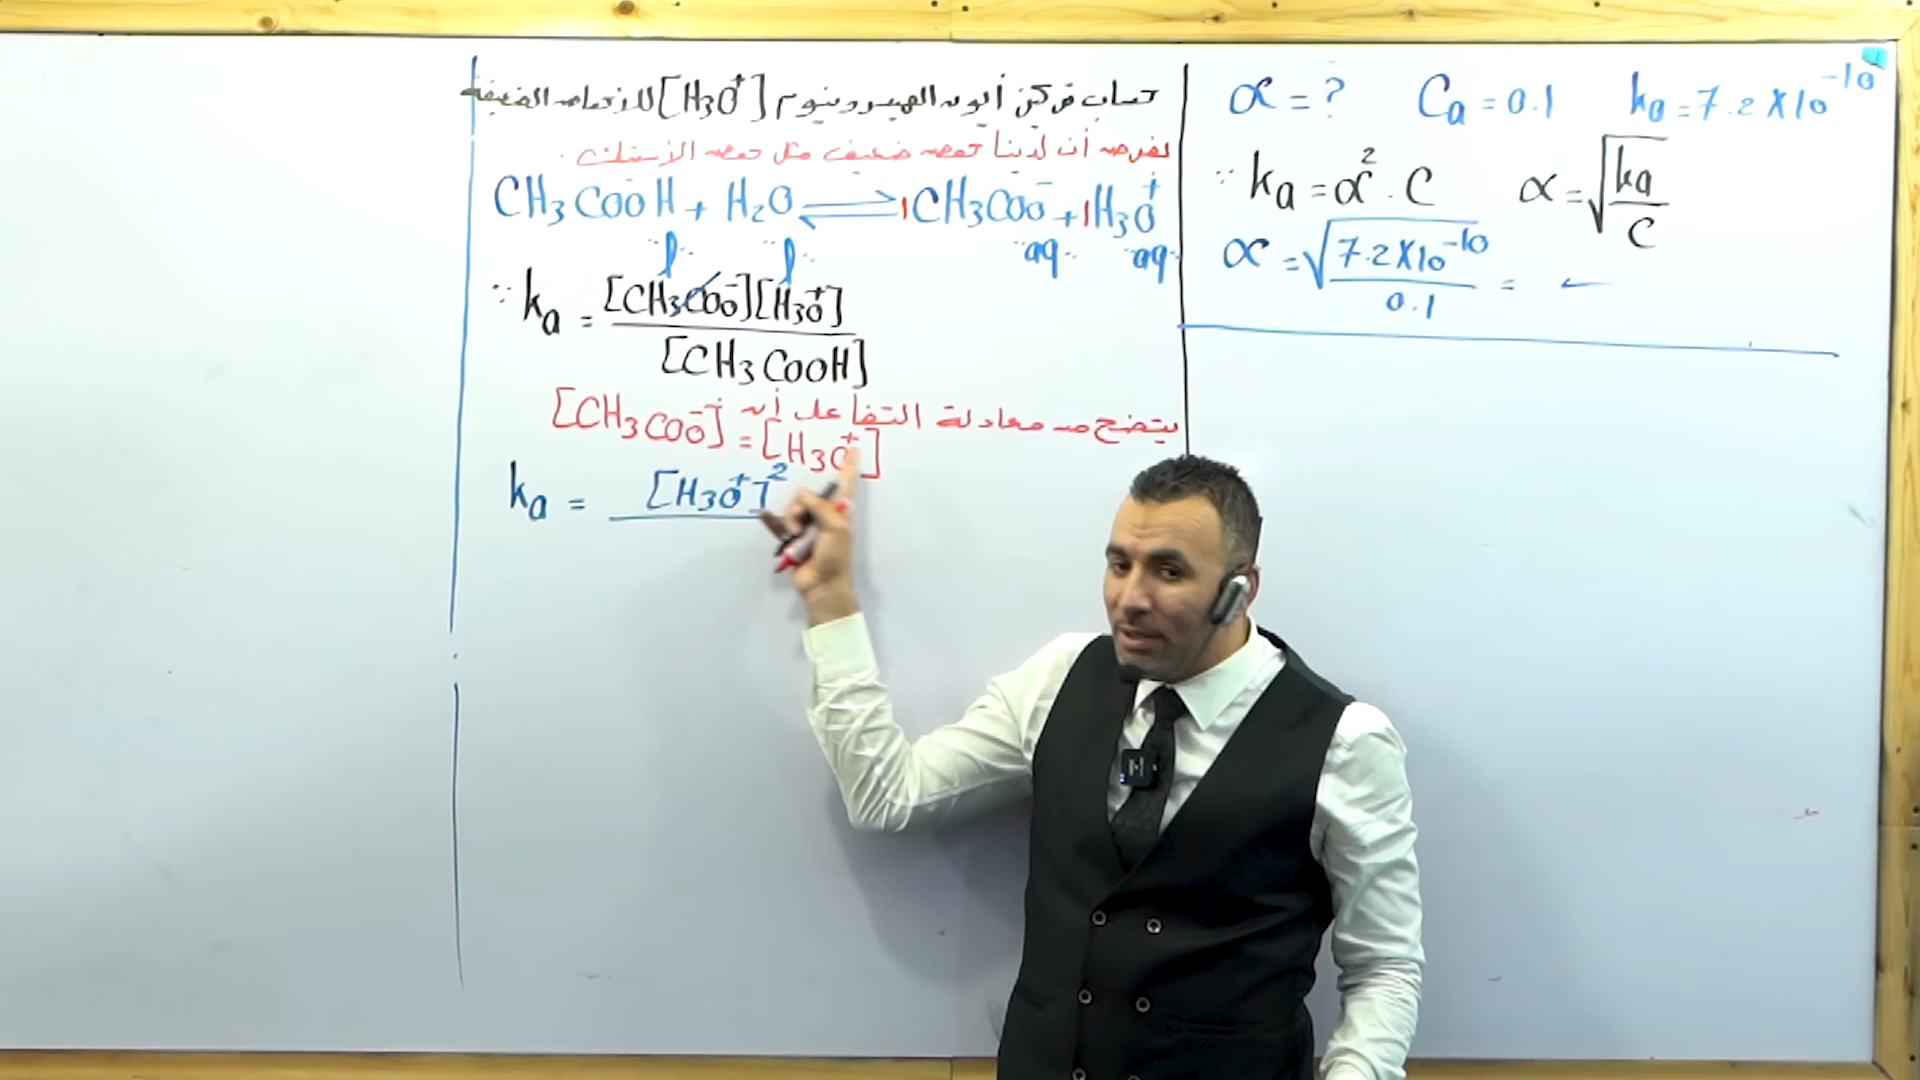 حساب تركيز أيون الهيدرونيوم [H3O+] للأحماض الضعيفة
نفرض أن لدينا حمض ضعيف مثل حمض الأستيك.
CH3COOH + H2O ⇌ 1CH3COO- + 1H3O+
l l aq aq
∵ ka = [CH3COO-][H3O+] / [CH3COOH]
يتضح من معادلة التفاعل أن [CH3COO-] = [H3O+]
ka = [H3O+]2
α = ? Ca = 0.1 ka = 7.2 X 10-10
∵ ka = α2 . C α = √ka / C
α = √7.2 X 10-10 / 0.1 =